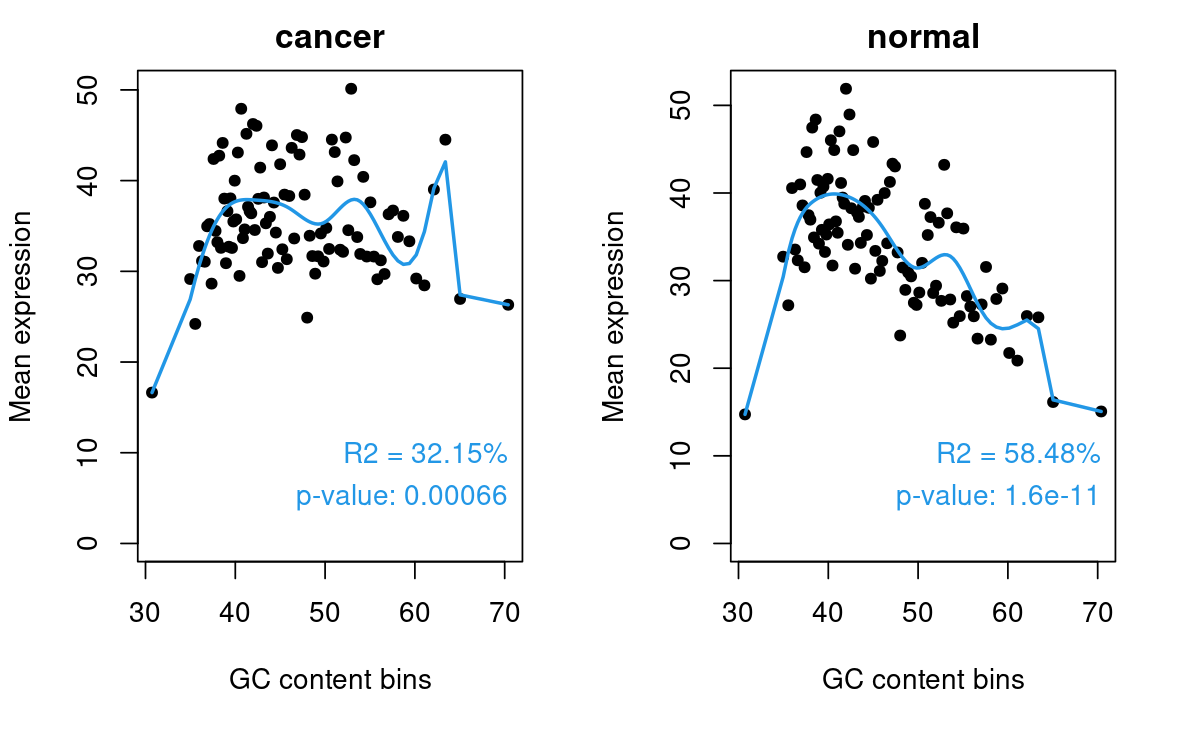 cancer
Mean expression
50
40
30
20
10
0
R2 = 32.15%
p-value: 0.00066
30 40 50 60 70
GC content bins
normal
Mean expression
50
40
30
20
10
0
R2 = 58.48%
p-value: 1.6e-11
30 40 50 60 70
GC content bins